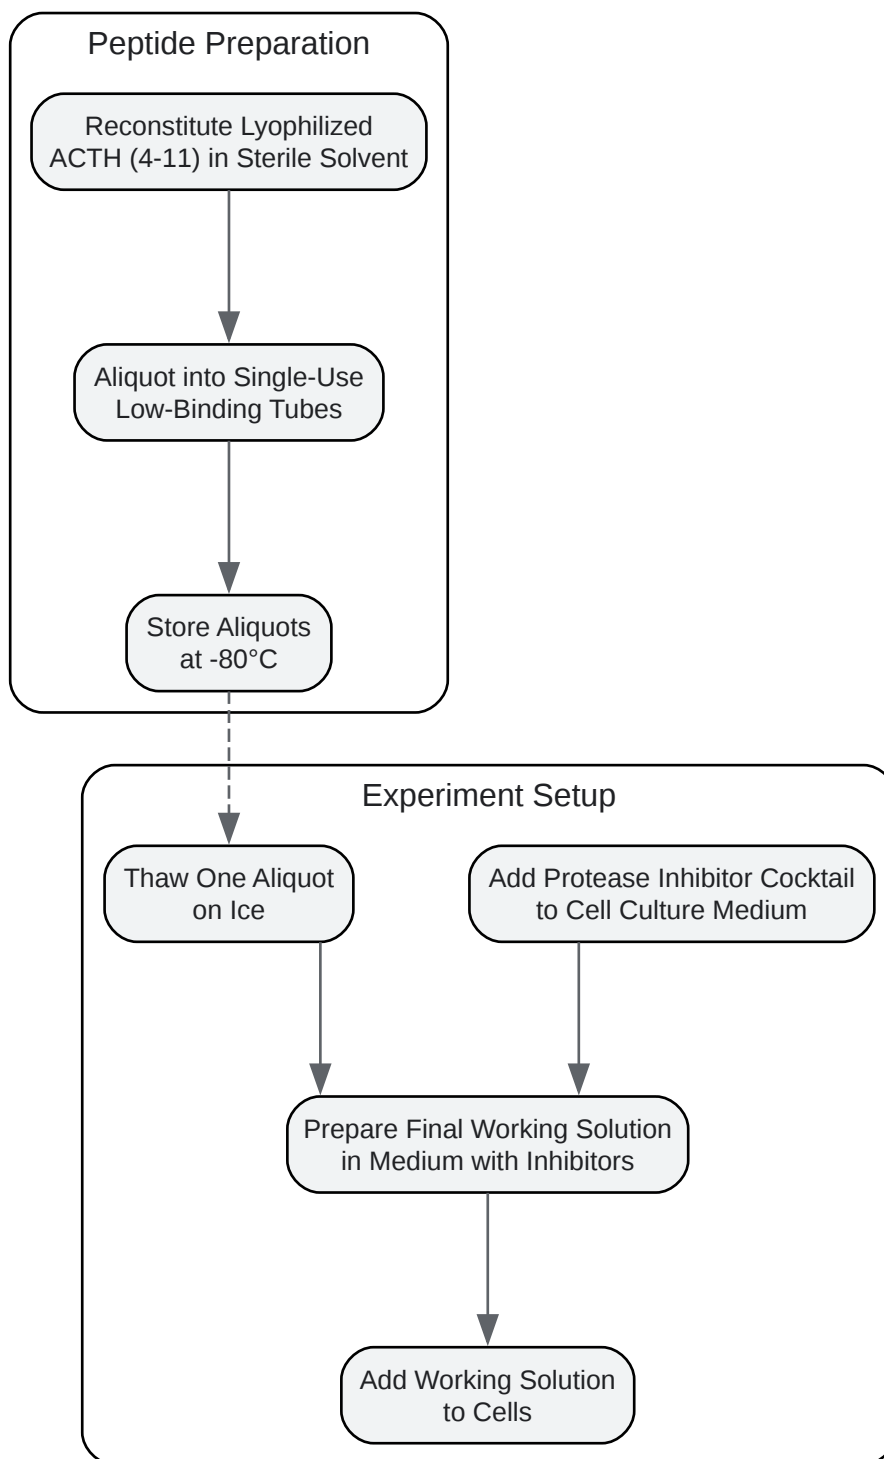 Peptide Preparation
Reconstitute Lyophilized
ACTH (4-11) in Sterile Solvent
Aliquot into Single-Use
Low-Binding Tubes
Store Aliquots
at -80°C
Experiment Setup
Thaw One Aliquot
on Ice
Add Protease Inhibitor Cocktail
to Cell Culture Medium
Prepare Final Working Solution
in Medium with Inhibitors
Add Working Solution
to Cells